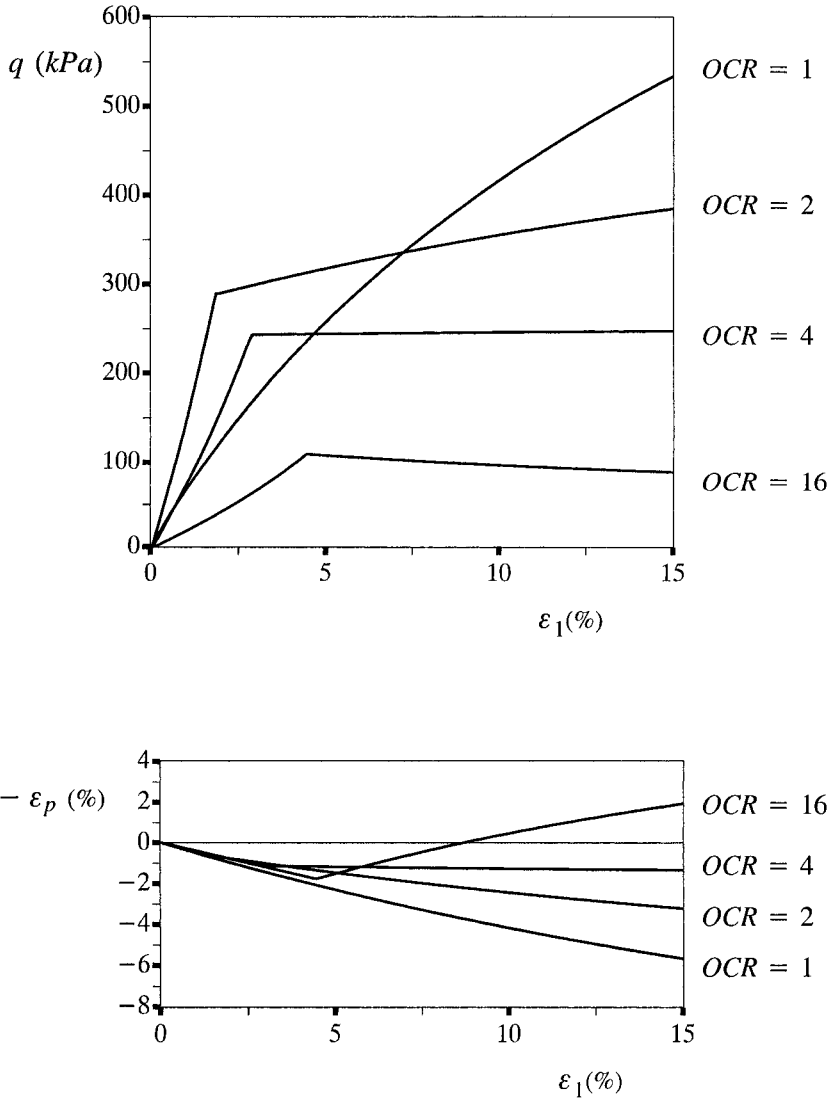 600
q (kPa)
OCR = 1
500
400
OCR = 2
300
OCR = 4
200
100
OCR = 16
0
0 5 10 15
ε1(%)
4
− εp (%)
2
OCR = 16
0
OCR = 4
−2
OCR = 2
−4
−6
OCR = 1
−8
0 5 10 15
ε1(%)